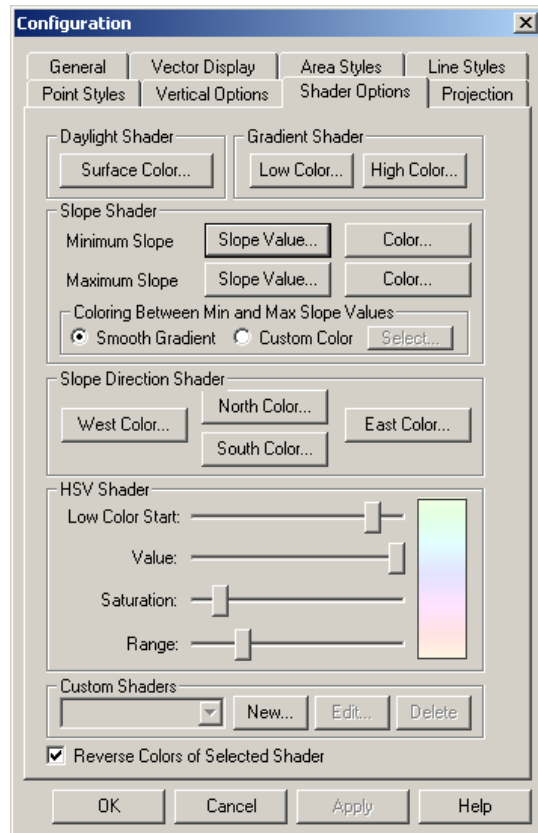 Configuration
General Vector Display Area Styles Line Styles
Point Styles Vertical Options Shader Options Projection
Daylight Shader Gradient Shader
Surface Color... Low Color... High Color...
Slope Shader
Minimum Slope Slope Value... Color...
Maximum Slope Slope Value... Color...
Coloring Between Min and Max Slope Values
Smooth Gradient Custom Color Select...
Slope Direction Shader
North Color...
West Color... East Color...
South Color...
HSV Shader
Low Color Start:
Value:
Saturation:
Range:
Custom Shaders
New... Edit... Delete
Reverse Colors of Selected Shader
OK Cancel Apply Help